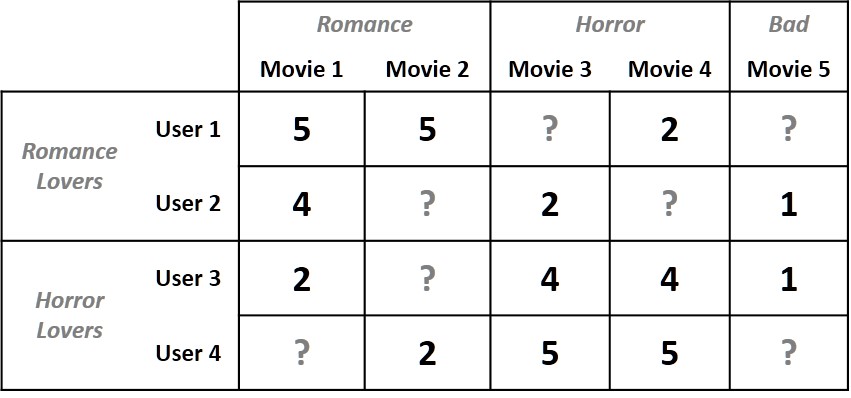 Romance Horror Bad
Movie 1 Movie 2 Movie 3 Movie 4 Movie 5
Romance
Lovers
User 1 5 5 ? 2 ?
User 2 4 ? 2 ? 1
Horror
Lovers
User 3 2 ? 4 4 1
User 4 ? 2 5 5 ?